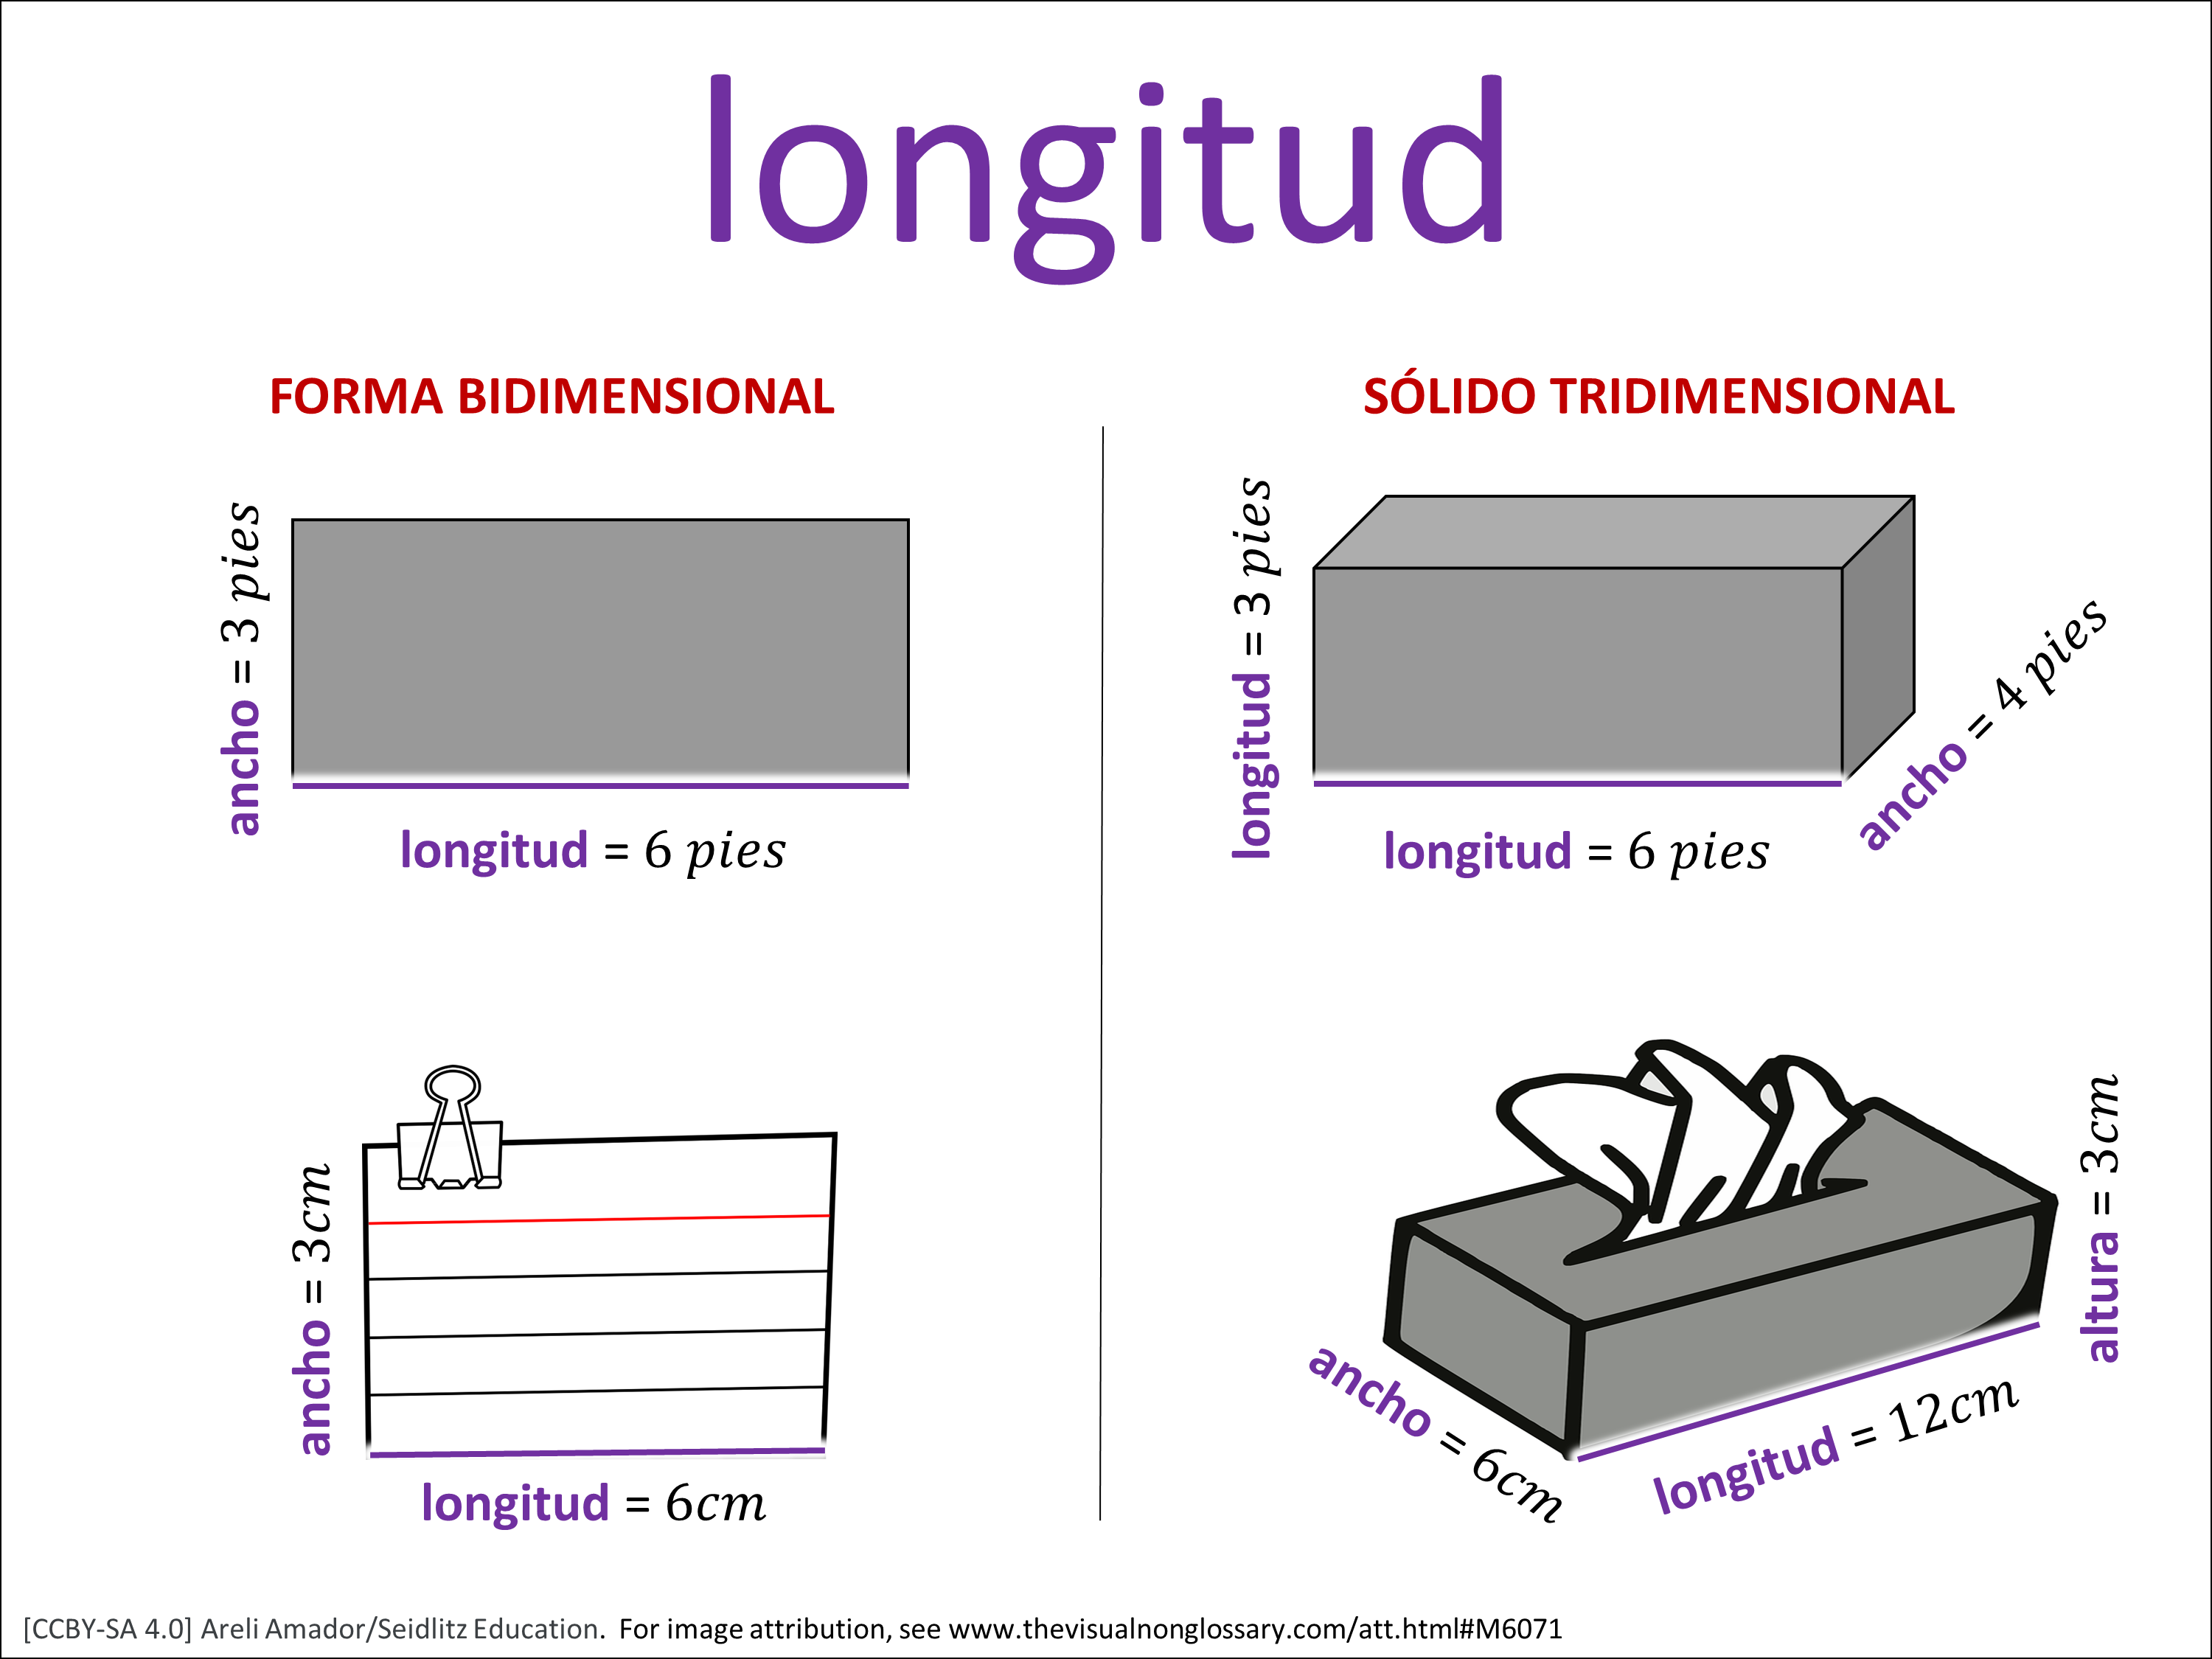 longitud
FORMA BIDIMENSIONAL
ancho = 3 pies
longitud = 6 pies
ancho = 3cm
longitud = 6cm
SÓLIDO TRIDIMENSIONAL
longitud = 3 pies
longitud = 6 pies
ancho = 4 pies
ancho = 6cm
longitud = 12cm
altura = 3cm
[CCBY-SA 4.0] Areli Amador/Seidlitz Education. For image attribution, see www.thevisualnonglossary.com/att.html#M6071